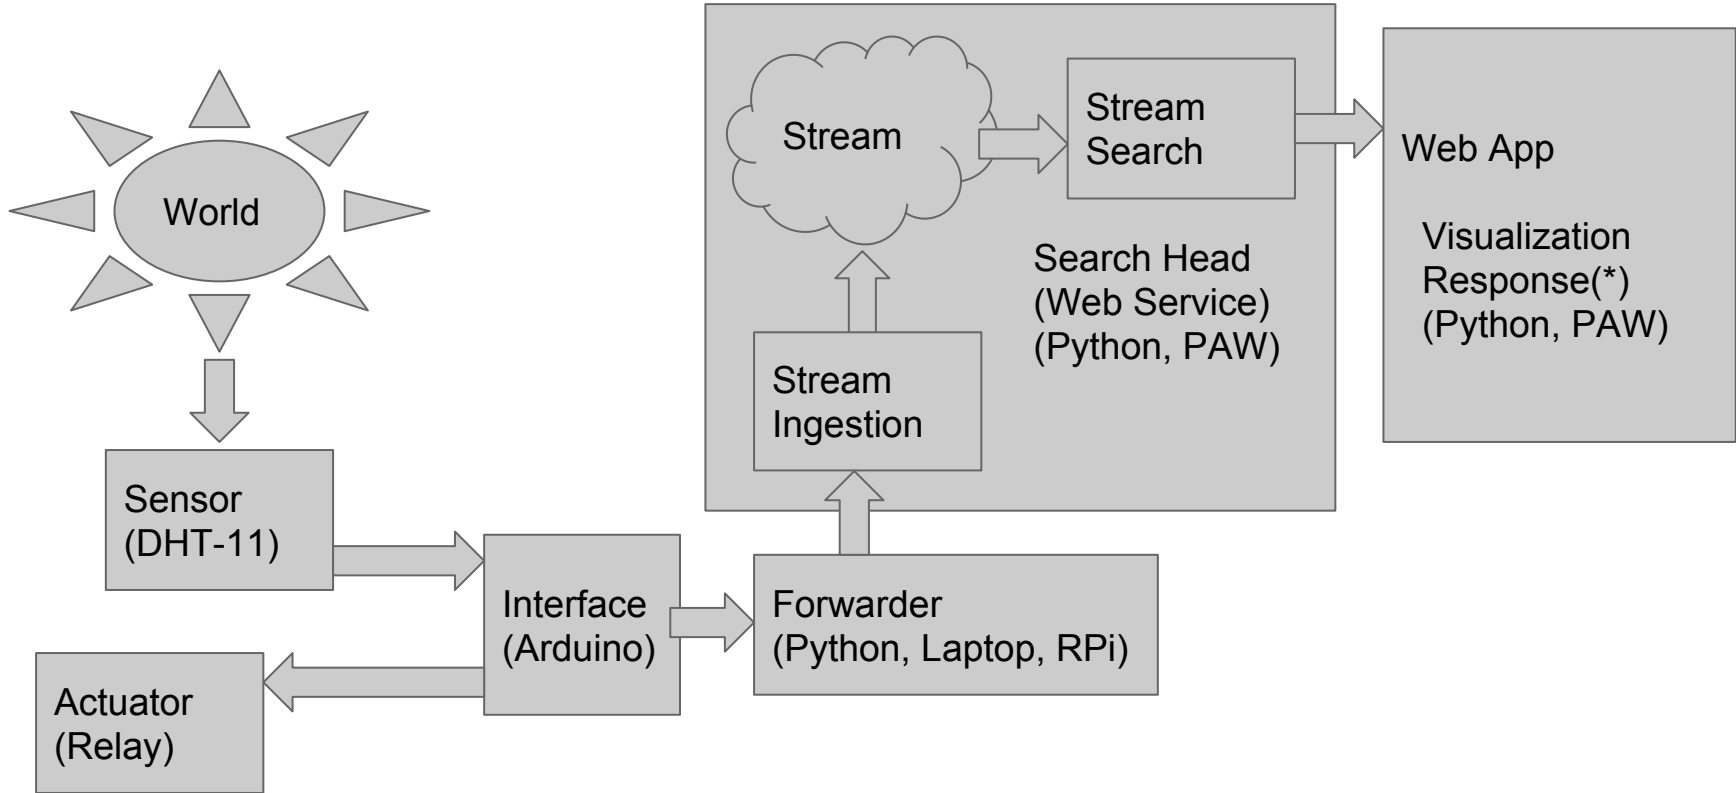 World
Sensor
(DHT-11)
Actuator
(Relay)
Interface
(Arduino)
Forwarder
(Python, Laptop, RPi)
Stream
Ingestion
Stream
Stream
Search
Search Head
(Web Service)
(Python, PAW)
Web App
Visualization
Response(*)
(Python, PAW)